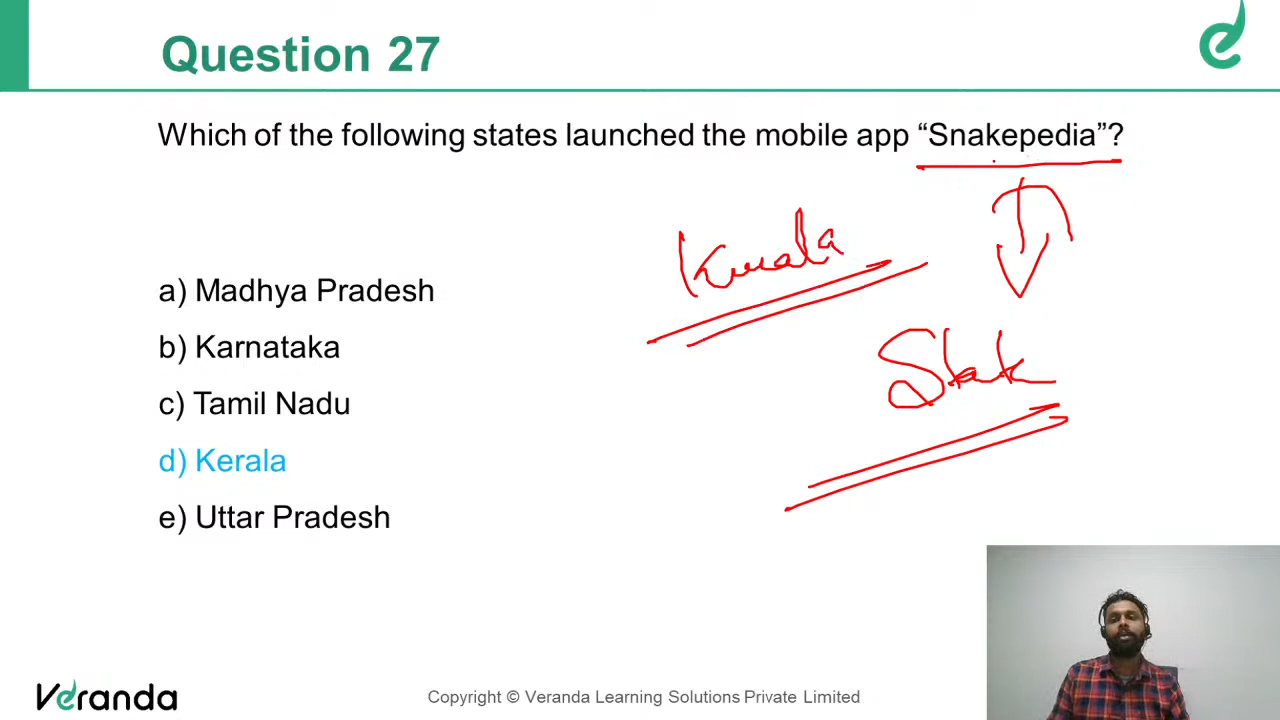 Question 27
Which of the following states launched the mobile app “Snakepedia”?
Kerala
a) Madhya Pradesh
b) Karnataka
State
c) Tamil Nadu
d) Kerala
e) Uttar Pradesh
Veranda
Copyright © Veranda Learning Solutions Private Limited